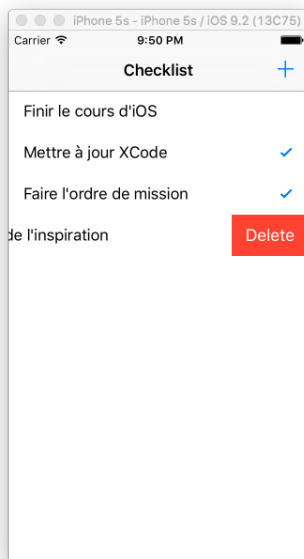 iPhone 5s - iPhone 5s / iOS 9.2 (13C75)
Carrier 9:50 PM
Checklist +
Finir le cours d'iOS
Mettre à jour XCode
Faire l'ordre de mission
de l'inspiration Delete